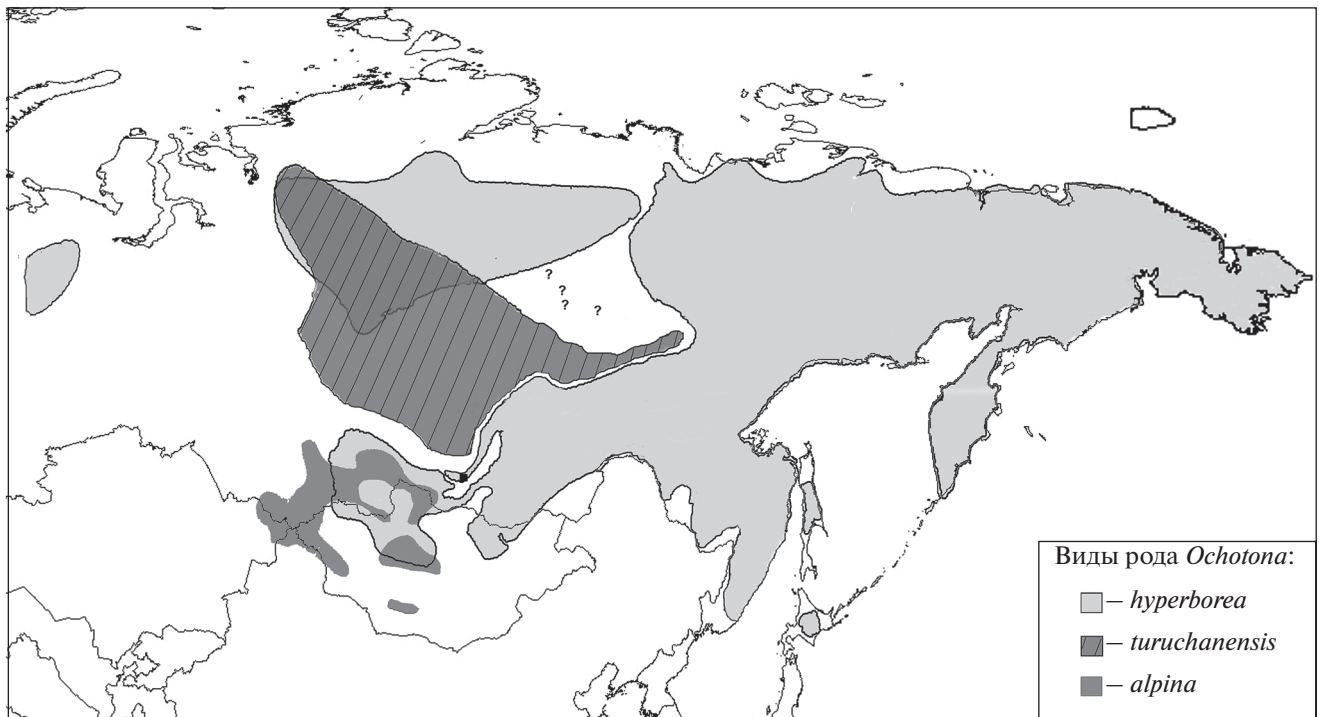 ?
?
?
?
Виды рода Ochotona:
– hyperborea
– turuchanensis
– alpina